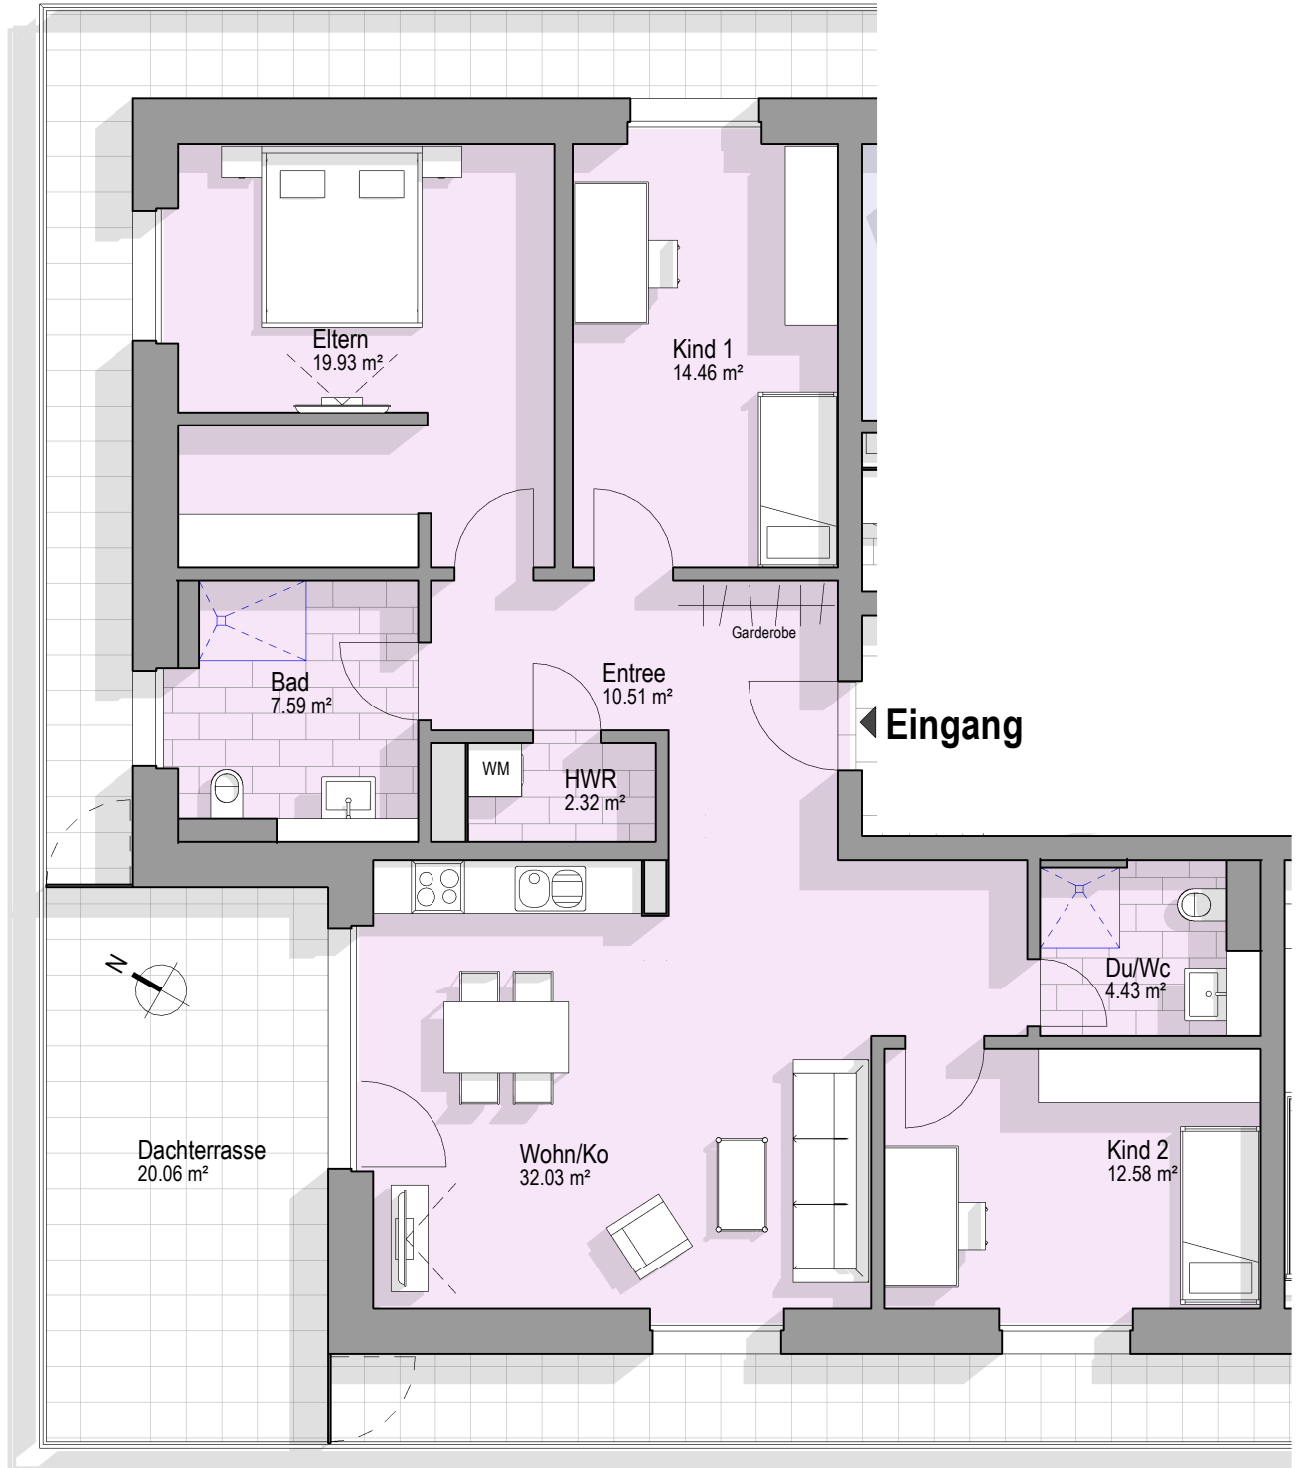 Eltern
19.93 m²
Kind 1
14.46 m²
Garderobe
Entree
10.51 m²
Bad
7.59 m²
Eingang
WM
HWR
2.32 m²
N
Du/Wc
4.43 m²
Dachterrasse
20.06 m²
Wohn/Ko
32.03 m²
Kind 2
12.58 m²